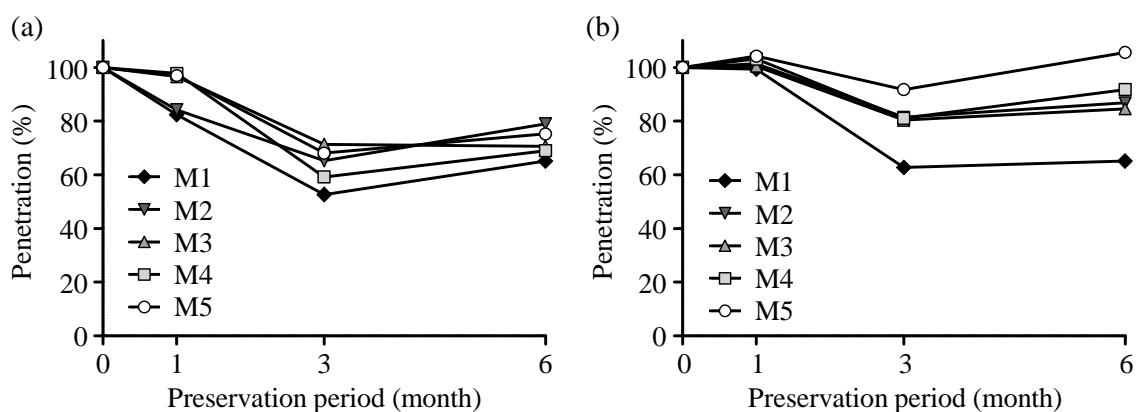 (a)
Penetration (%)
100
80
60
40
20
0
M1
M2
M3
M4
M5
0 1 3 6
Preservation period (month)
(b)
Penetration (%)
100
80
60
40
20
0
M1
M2
M3
M4
M5
0 1 3 6
Preservation period (month)